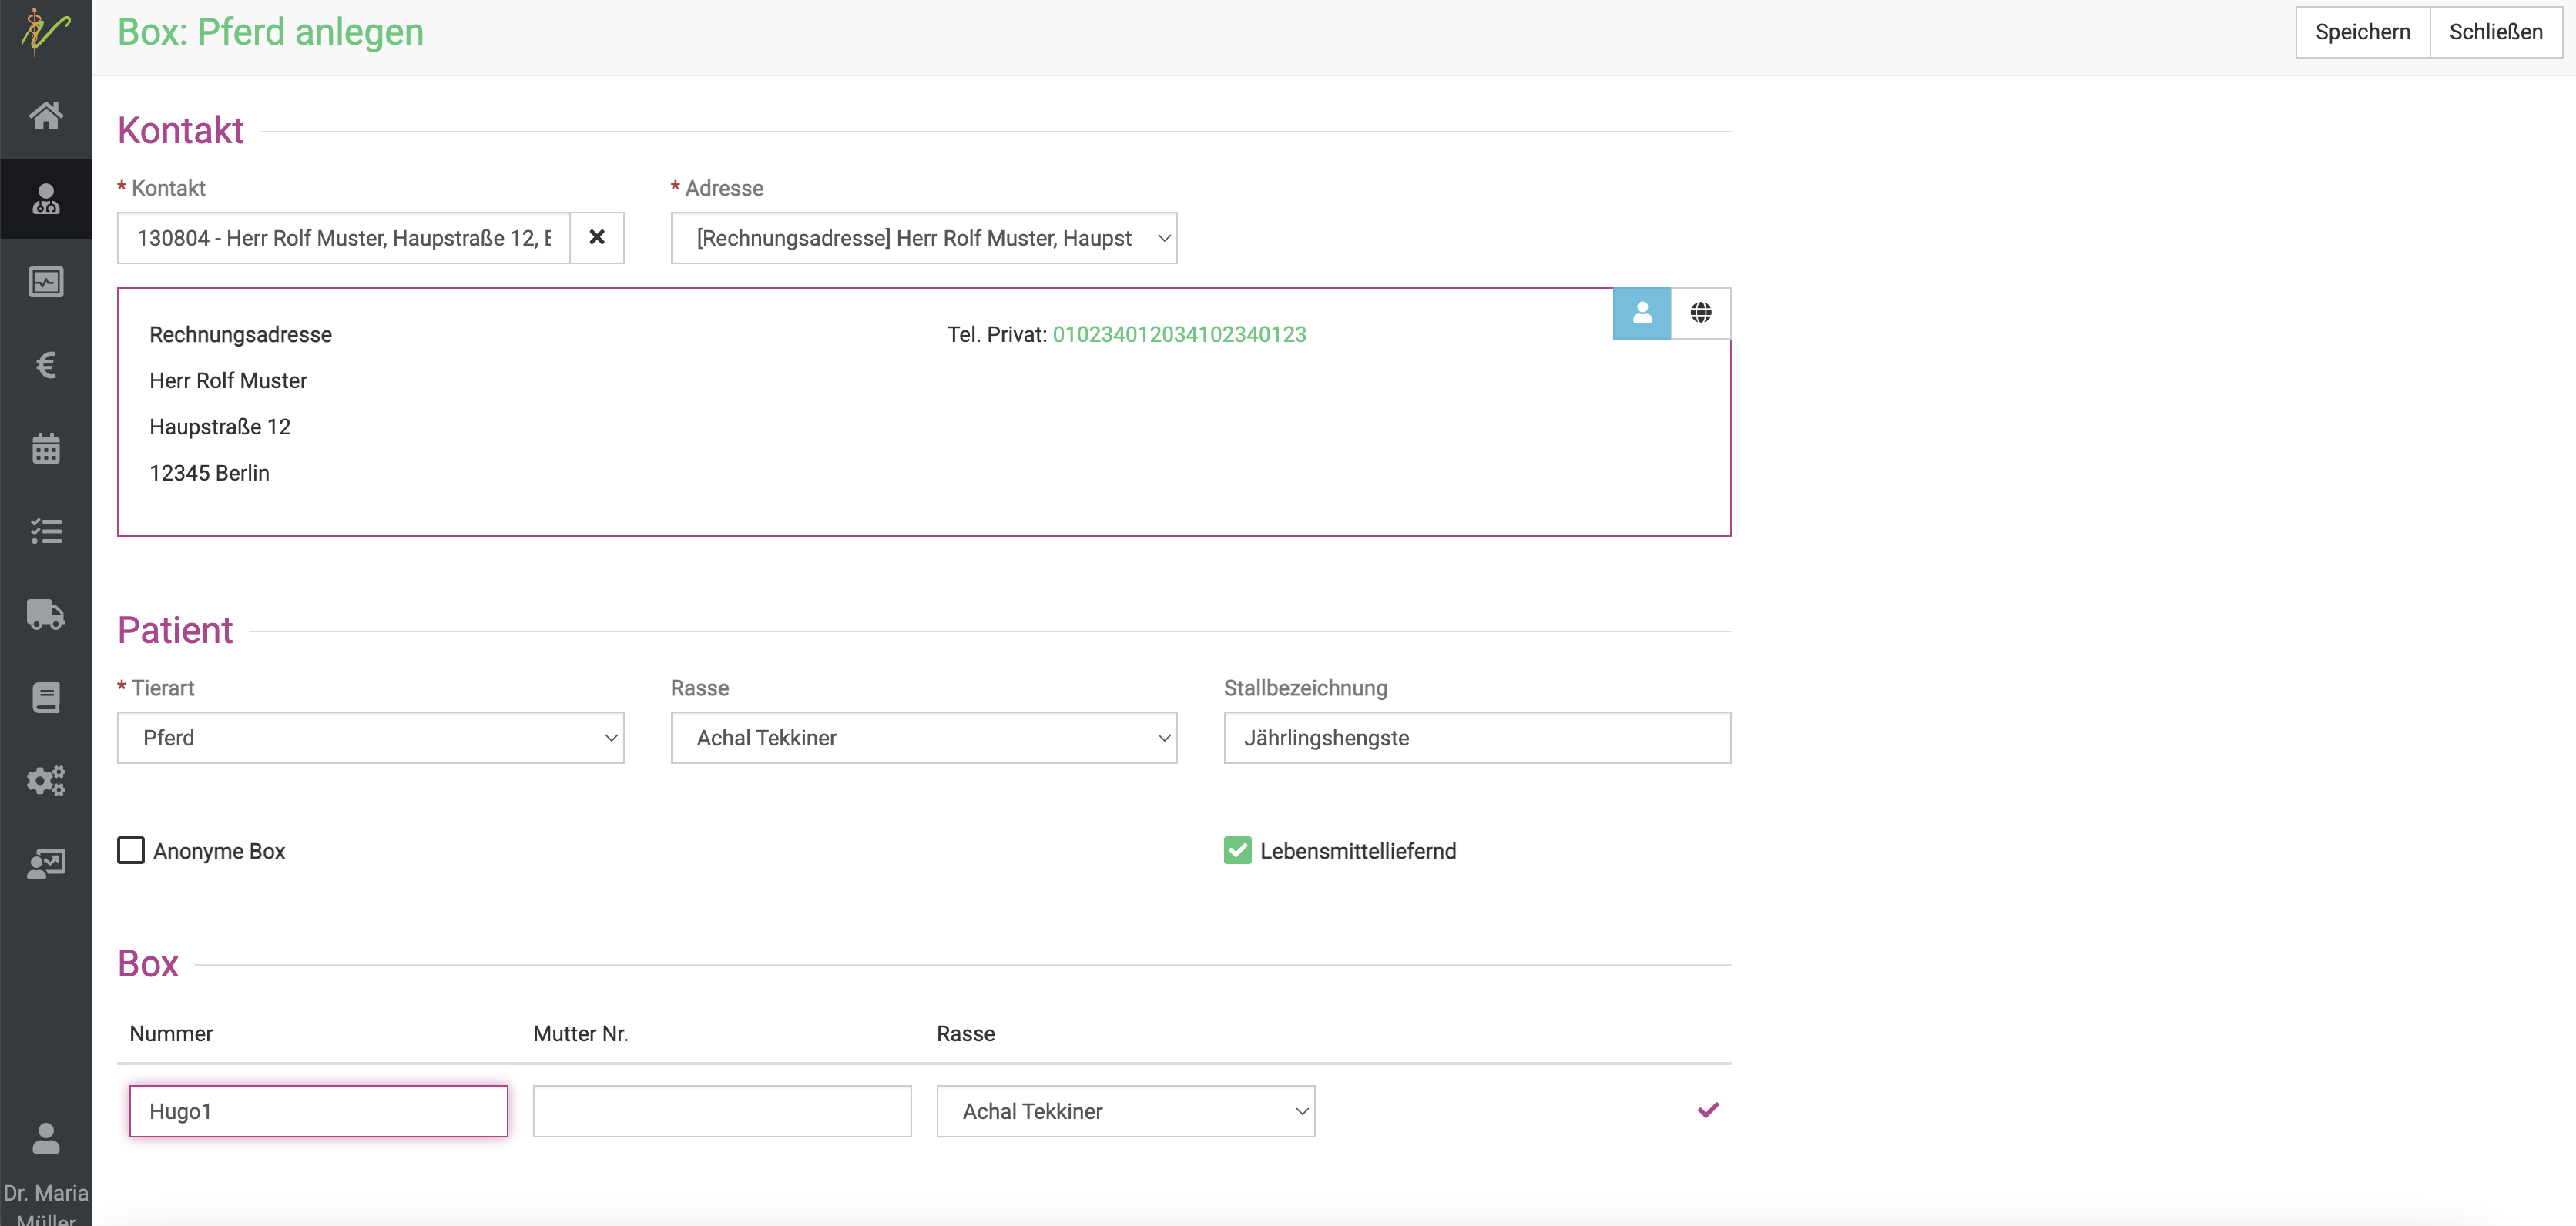 Box: Pferd anlegen
Speichern
Schließen
Kontakt
* Kontakt
* Adresse
130804 - Herr Rolf Muster, Haupstraße 12, E
[Rechnungsadresse] Herr Rolf Muster, Haupst
Rechnungsadresse
Tel. Privat: 010234012034102340123
Herr Rolf Muster
Haupstraße 12
12345 Berlin
Patient
* Tierart
Rasse
Stallbezeichnung
Pferd
Achal Tekkiner
Jährlingshengste
Anonyme Box
Lebensmittelliefernd
Box
Nummer
Mutter Nr.
Rasse
Hugo1
Achal Tekkiner
Dr. Maria
Müller